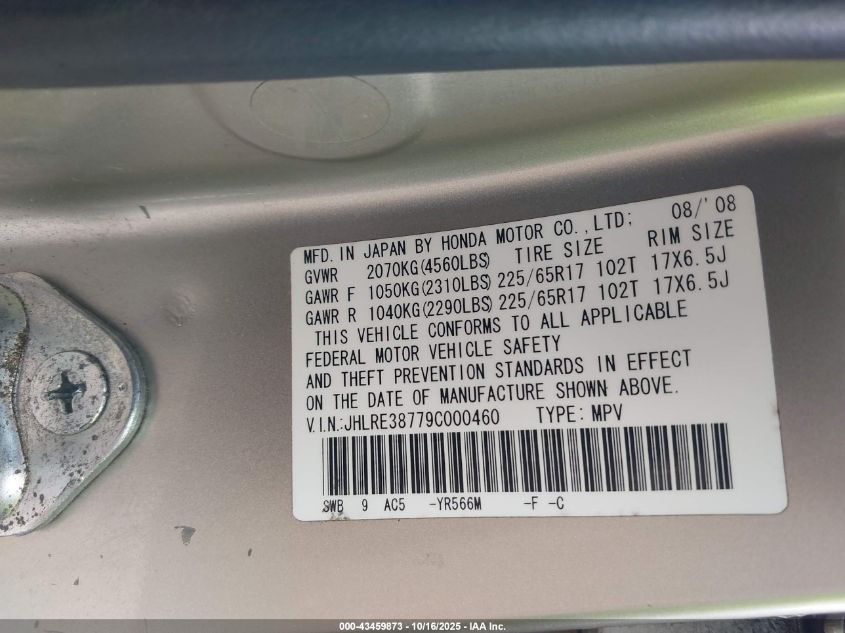 MFD. IN JAPAN BY HONDA MOTOR CO.,LTD; 08/'08
GVWR 2070KG(4560LBS) TIRE SIZE RIM SIZE
GAWR F 1050KG(2310LBS) 225/65R17 102T 17X6.5J
GAWR R 1040KG(2290LBS) 225/65R17 102T 17X6.5J
THIS VEHICLE CONFORMS TO ALL APPLICABLE
FEDERAL MOTOR VEHICLE SAFETY
AND THEFT PREVENTION STANDARDS IN EFFECT
ON THE DATE OF MANUFACTURE SHOWN ABOVE.
V.I.N.:JHLRE38779C000460 TYPE: MPV
SWB 9 AC5 -YR566M -F -C
000-43459873 - 10/16/2025 - IAA Inc.